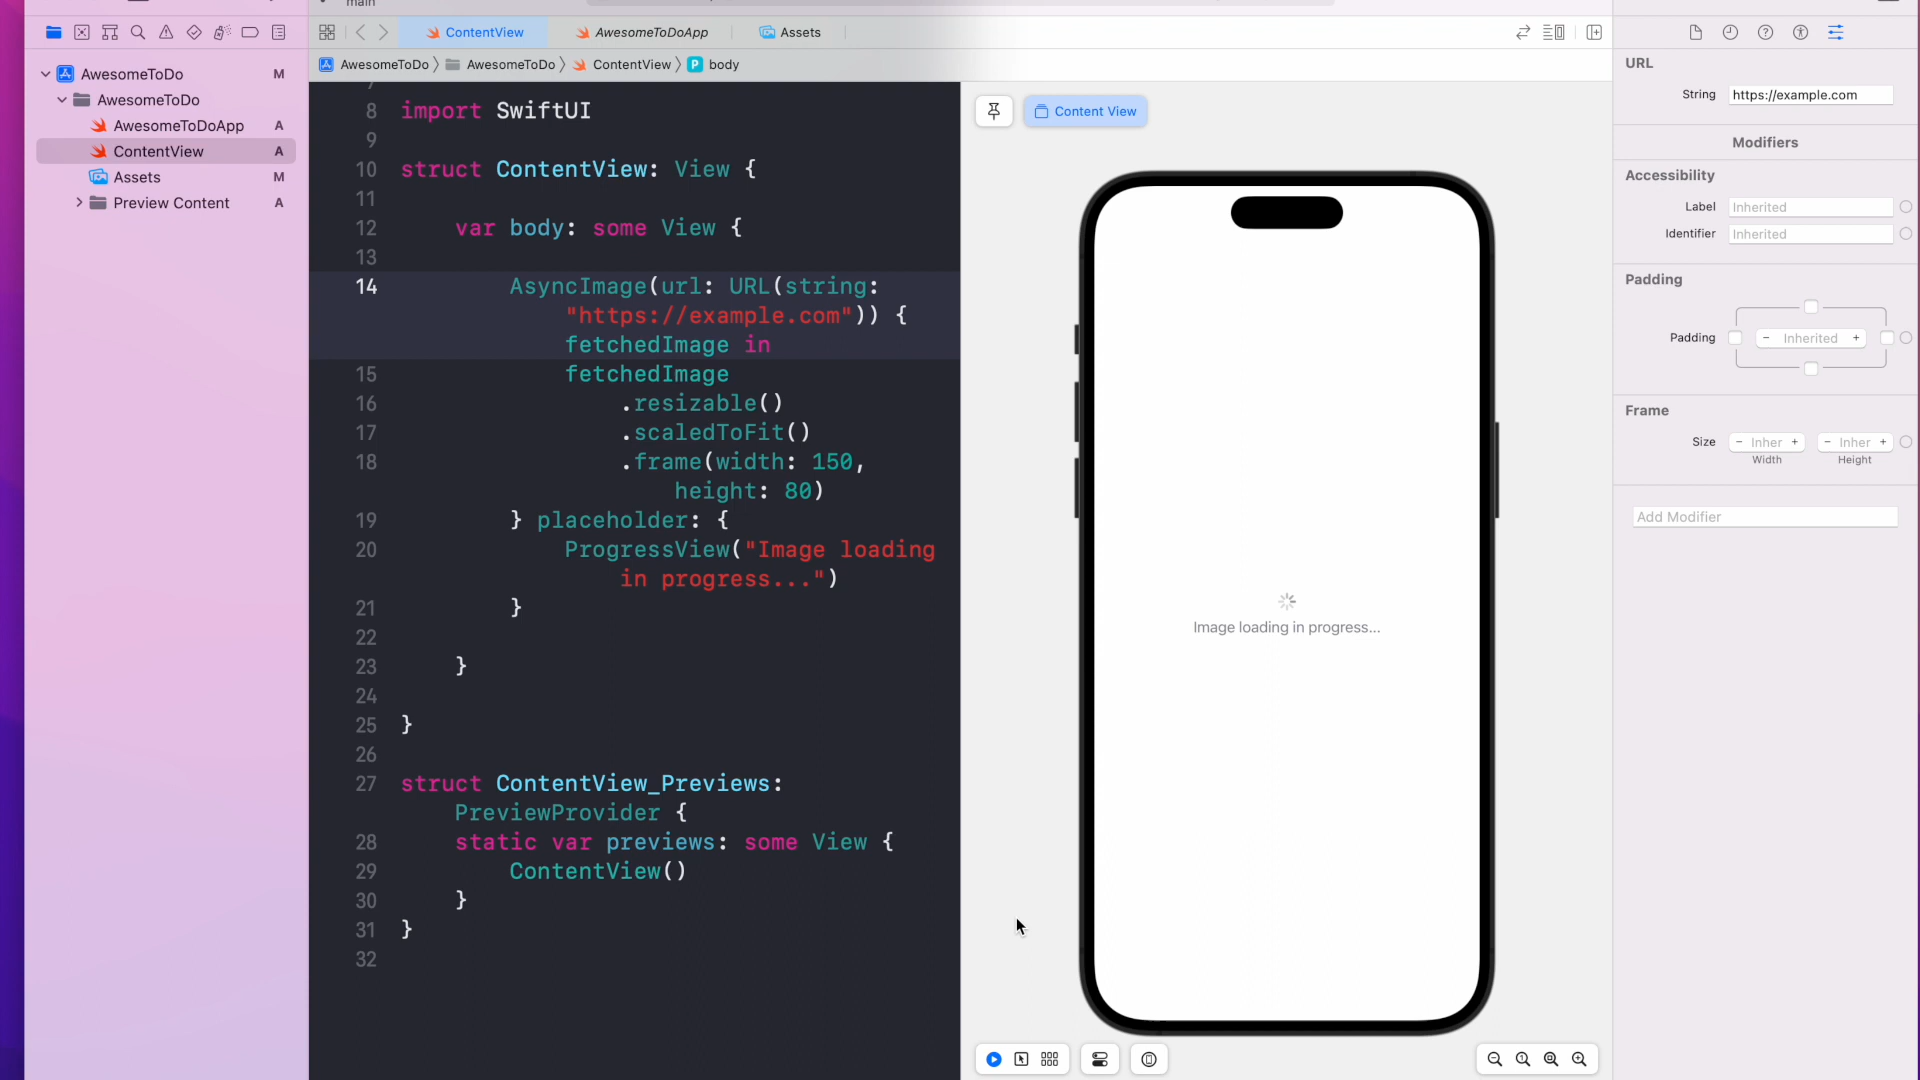 main
ContentView
AwesomeToDoApp
Assets
AwesomeToDo M
AwesomeToDo
AwesomeToDoApp A
ContentView A
Assets M
Preview Content A
AwesomeToDo AwesomeToDo ContentView P body
7
8 import SwiftUI
9
10 struct ContentView: View {
11
12 var body: some View {
13
14 AsyncImage(url: URL(string:
"https://example.com")) {
fetchedImage in
15 fetchedImage
16 .resizable()
17 .scaledToFit()
18 .frame(width: 150,
height: 80)
19 } placeholder: {
20 ProgressView("Image loading
in progress...")
21 }
22
23 }
24
25 }
26
27 struct ContentView_Previews:
PreviewProvider {
28 static var previews: some View {
29 ContentView()
30 }
31 }
32
Content View
Image loading in progress...
URL
String https://example.com
Modifiers
Accessibility
Label Inherited
Identifier Inherited
Padding
Padding - Inherited +
Frame
Size - Inher + - Inher +
Width Height
Add Modifier